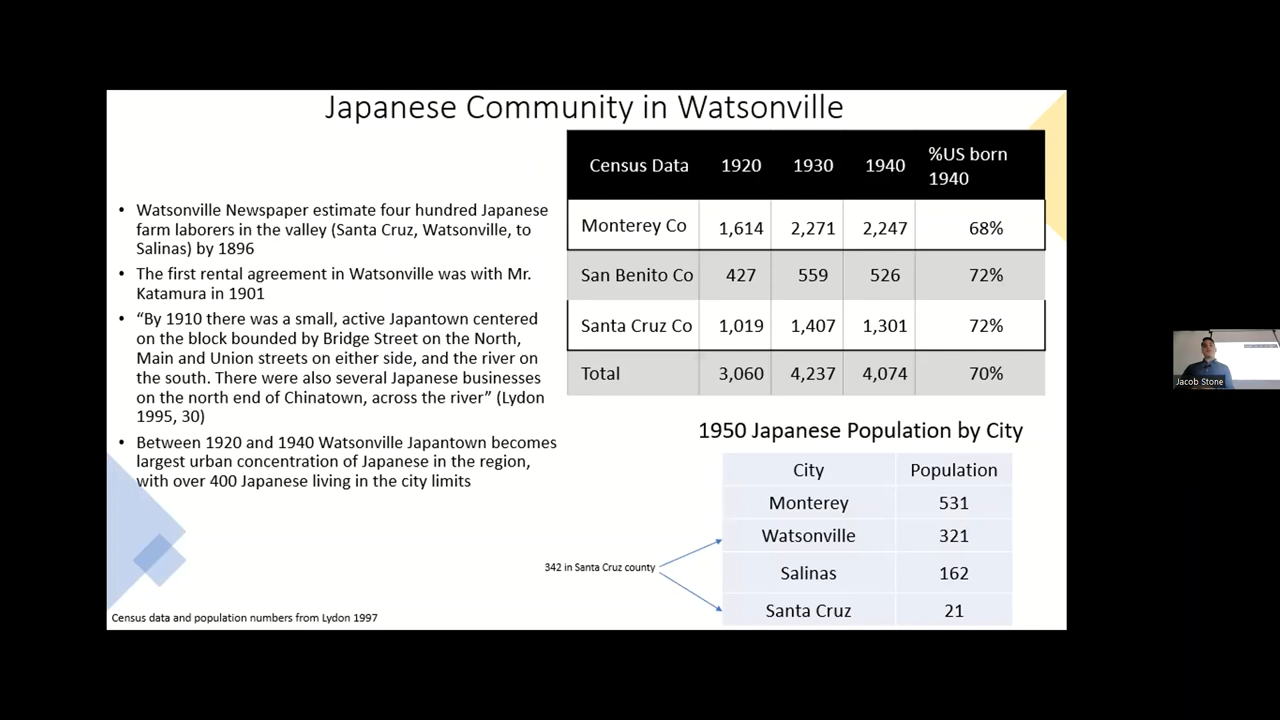 Japanese Community in Watsonville
• Watsonville Newspaper estimate four hundred Japanese
farm laborers in the valley (Santa Cruz, Watsonville, to
Salinas) by 1896
• The first rental agreement in Watsonville was with Mr.
Katamura in 1901
• “By 1910 there was a small, active Japantown centered
on the block bounded by Bridge Street on the North,
Main and Union streets on either side, and the river on
the south. There were also several Japanese businesses
on the north end of Chinatown, across the river” (Lydon
1995, 30)
• Between 1920 and 1940 Watsonville Japantown becomes
largest urban concentration of Japanese in the region,
with over 400 Japanese living in the city limits
Census Data 1920 1930 1940 %US born
1940
Monterey Co 1,614 2,271 2,247 68%
San Benito Co 427 559 526 72%
Santa Cruz Co 1,019 1,407 1,301 72%
Total 3,060 4,237 4,074 70%
1950 Japanese Population by City
City Population
Monterey 531
Watsonville 321
Salinas 162
Santa Cruz 21
342 in Santa Cruz county
Census data and population numbers from Lydon 1997
Jacob Stone